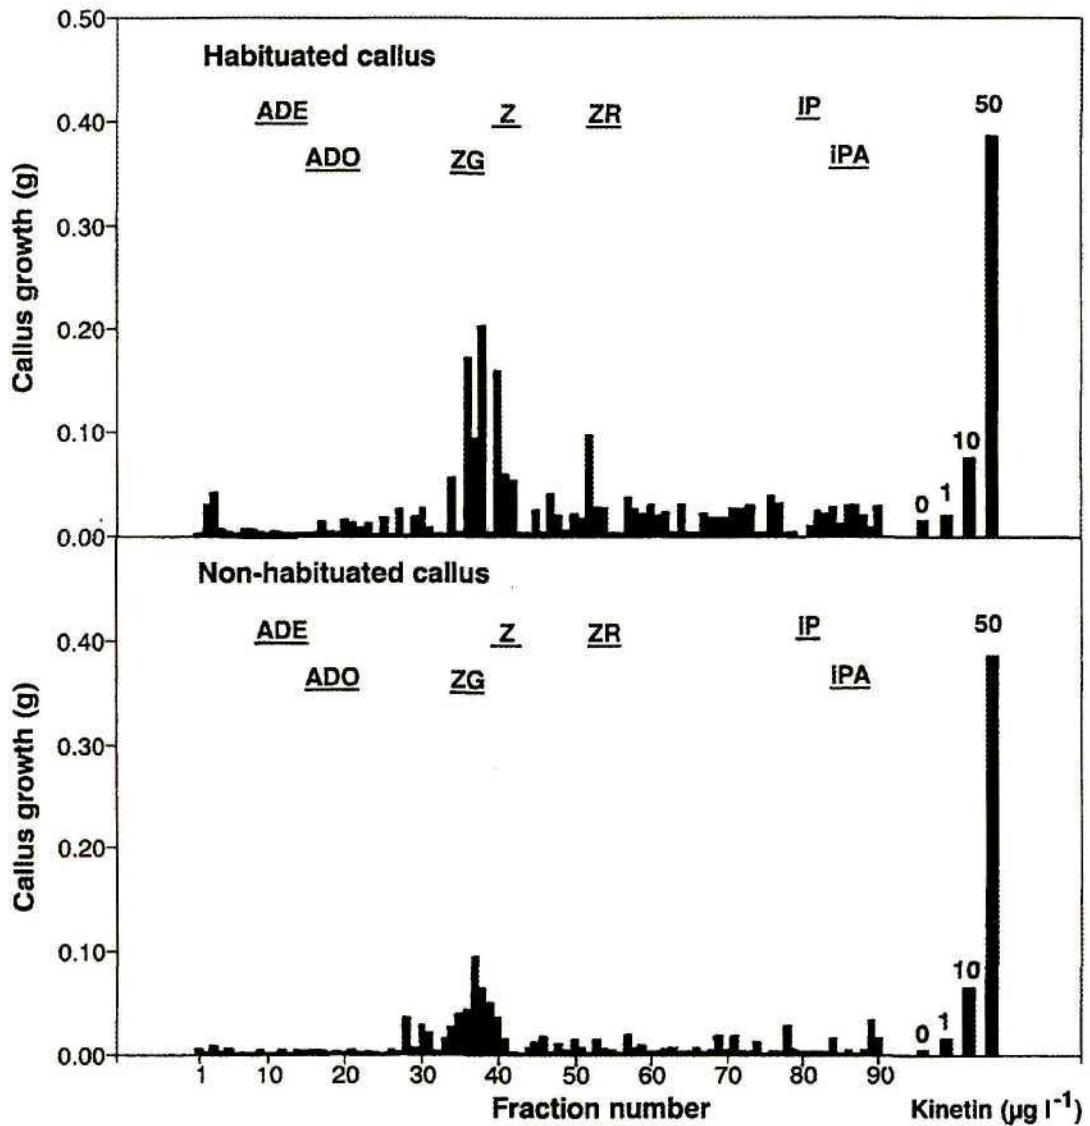 0.50
Habituated callus
ADE Z ZR IP 50
0.40
ADO ZG iPA
0.30
Callus growth (g)
0.20
0.10
10
1
0
0.00
Non-habituated callus
ADE Z ZR IP 50
0.40
ADO ZG iPA
0.30
Callus growth (g)
0.20
0.10
10
1
0
0.00
1 10 20 30 40 50 60 70 80 90
Fraction number Kinetin (µg l⁻¹)